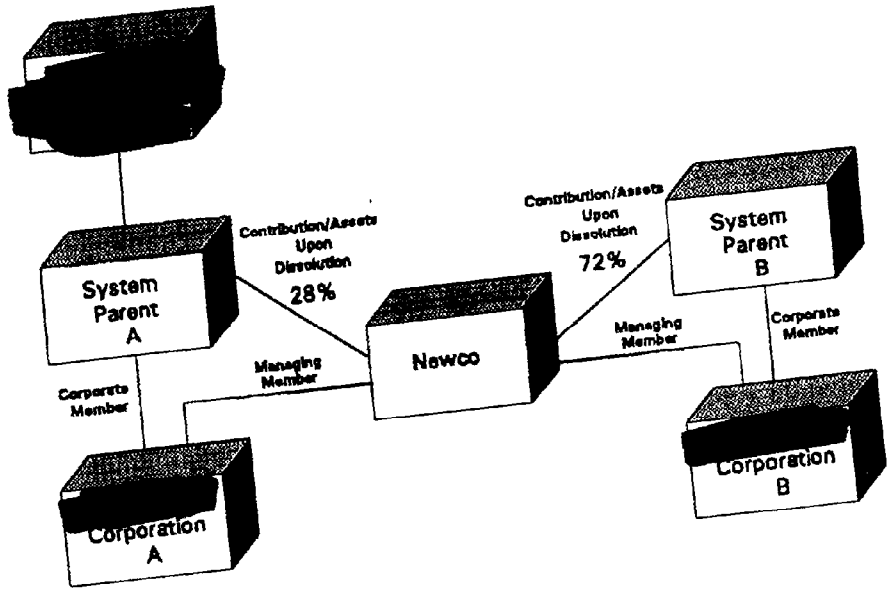 System
Parent
A
Contribution/Assets
Upon
Dissolution
28%
Contribution/Assets
Upon
Dissolution
72%
System
Parent
B
Newco
Corporate
Member
Managing
Member
Managing
Member
Corporate
Member
Corporation
A
Corporation
B